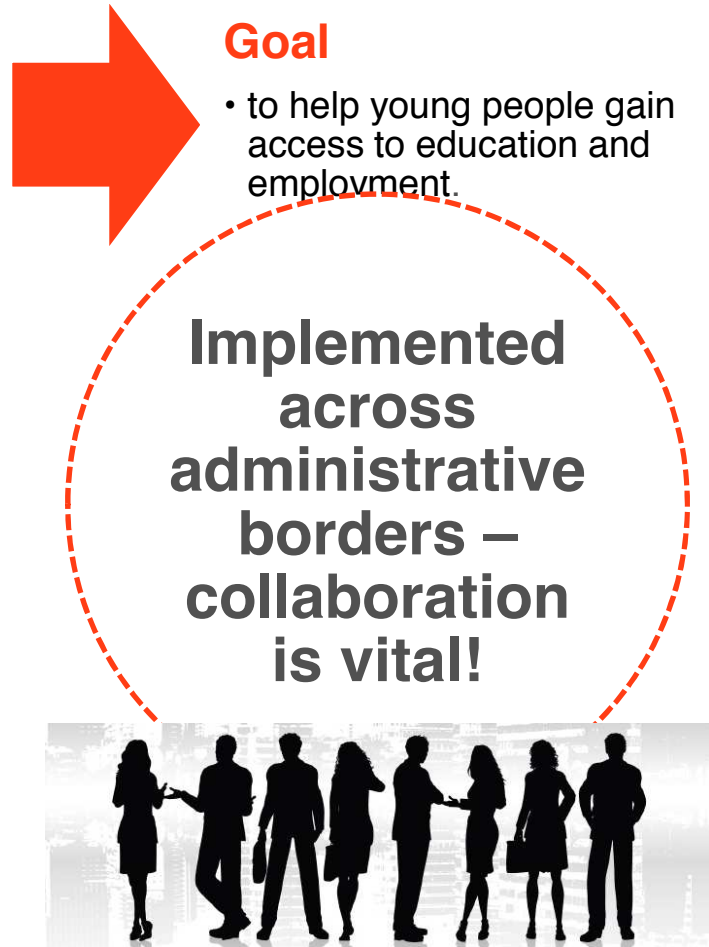 Goal
• to help young people gain
access to education and
employment.
Implemented
across
administrative
borders –
collaboration
is vital!